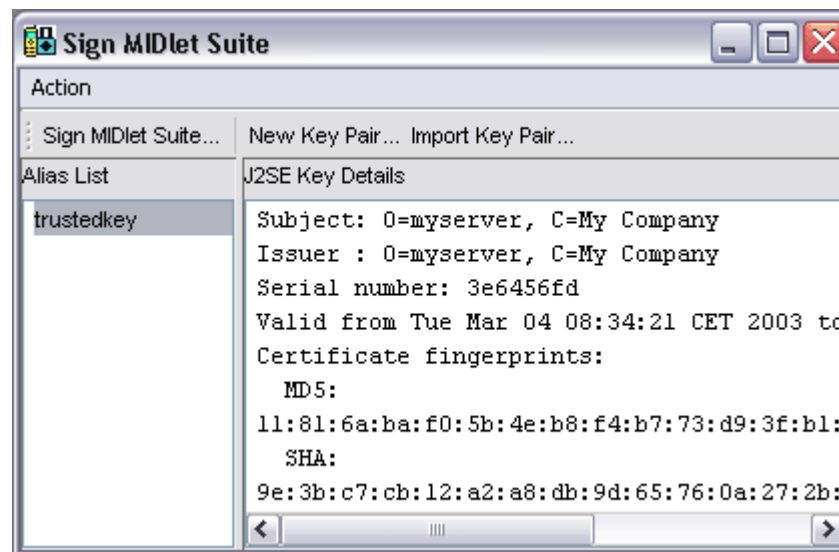 Sign MIDlet Suite
Action
Sign MIDlet Suite... New Key Pair... Import Key Pair...
Alias List
trustedkey
J2SE Key Details
Subject: O=myserver, C=My Company
Issuer : O=myserver, C=My Company
Serial number: 3e6456fd
Valid from Tue Mar 04 08:34:21 CET 2003 to
Certificate fingerprints:
MD5:
11:81:6a:ba:f0:5b:4e:b8:f4:b7:73:d9:3f:b1:
SHA:
9e:3b:c7:cb:12:a2:a8:db:9d:65:76:0a:27:2b: